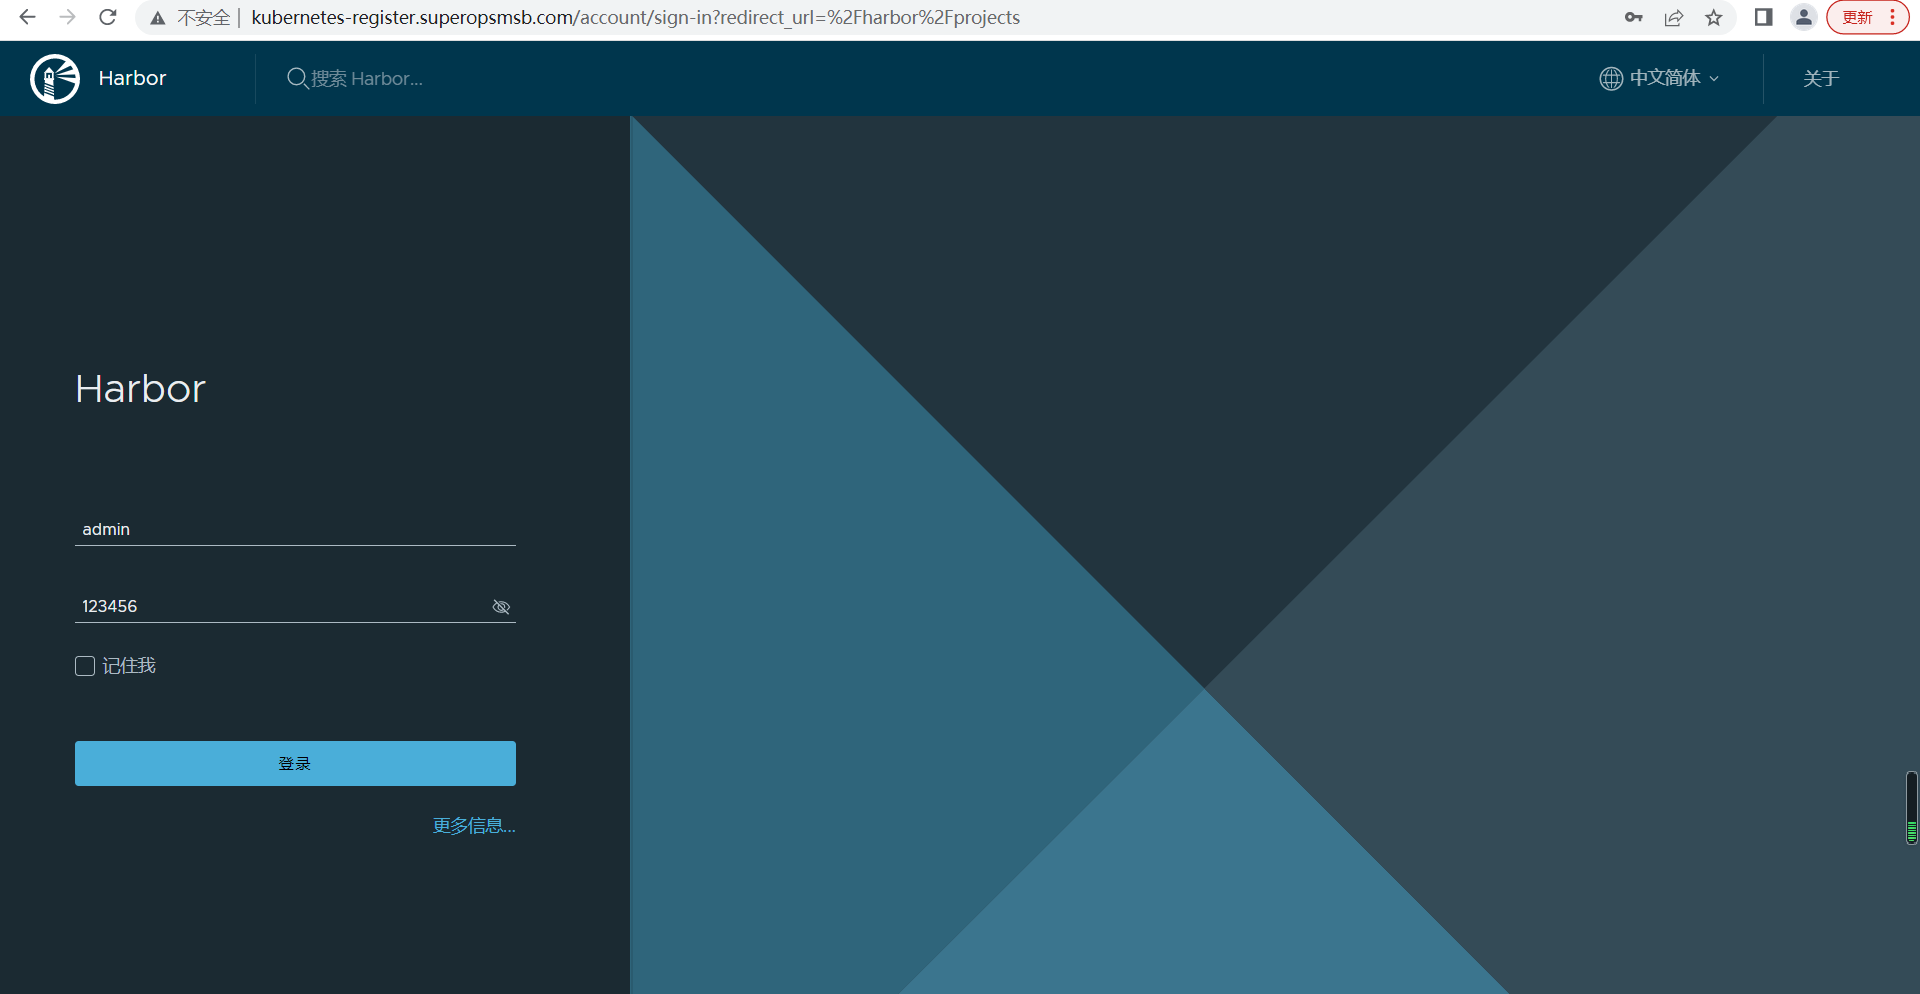 不安全 | kubernetes-register.superopsmsb.com/account/sign-in?redirect_url=%2Fharbor%2Fprojects
更新
Harbor
搜索 Harbor...
中文简体
关于
Harbor
admin
123456
记住我
登录
更多信息...